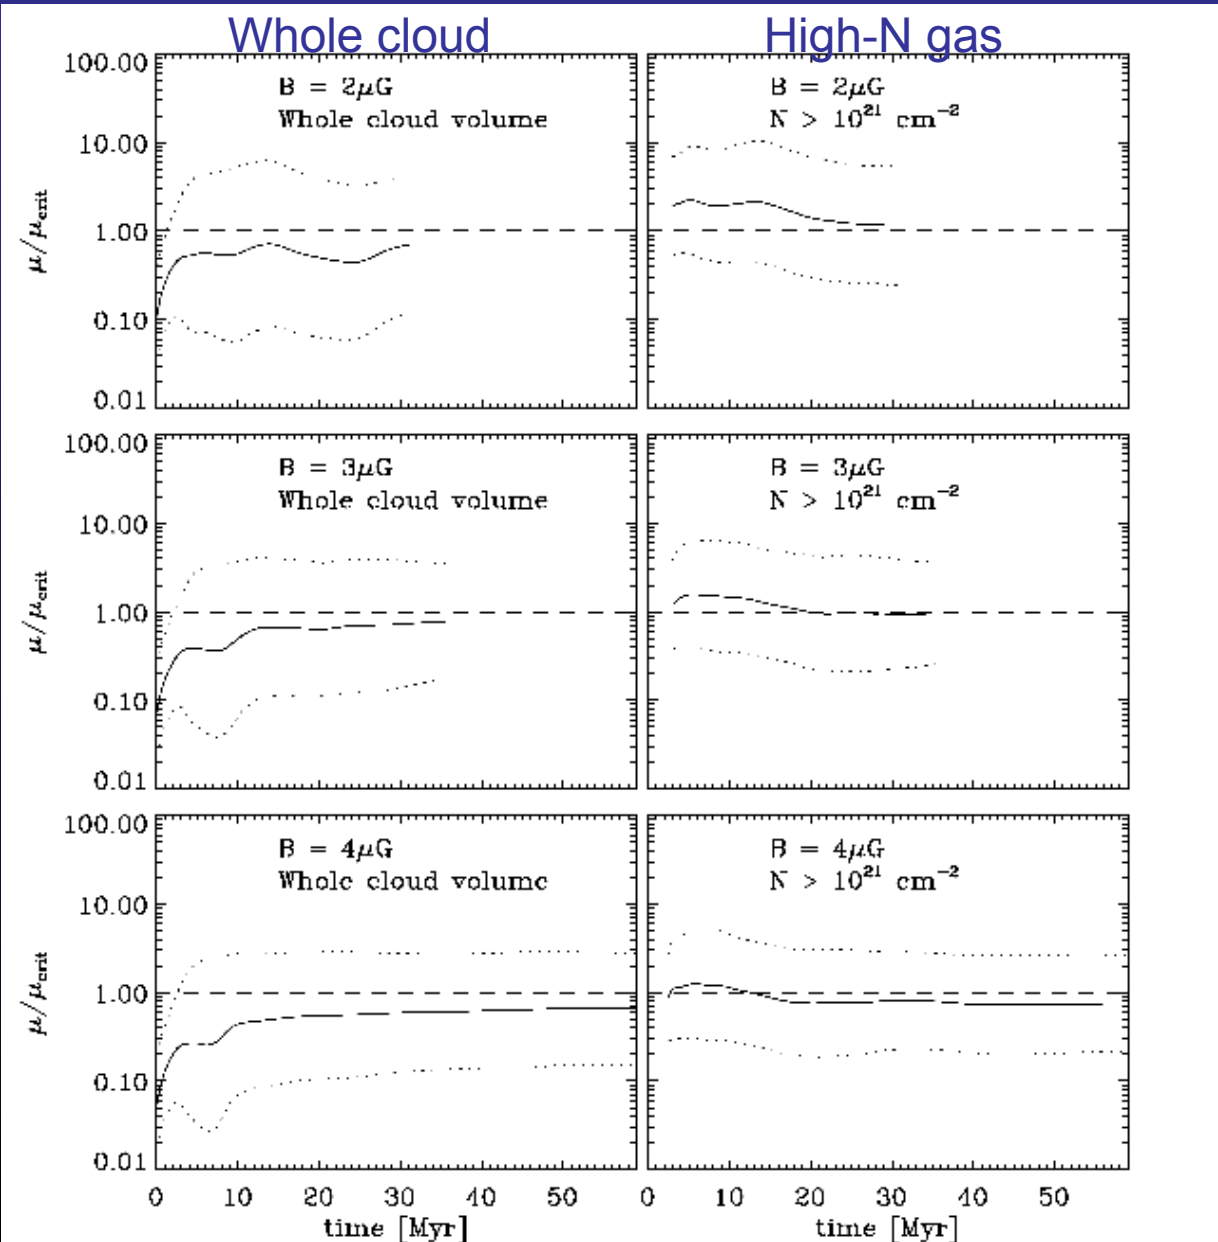 Whole cloud
High-N gas
100.00
10.00
1.00
0.10
0.01
μ/μcrit
B = 2μG
Whole cloud volume
B = 2μG
N > 10²¹ cm⁻²
100.00
10.00
1.00
0.10
0.01
μ/μcrit
B = 3μG
Whole cloud volume
B = 3μG
N > 10²¹ cm⁻²
100.00
10.00
1.00
0.10
0.01
μ/μcrit
B = 4μG
Whole cloud volume
B = 4μG
N > 10²¹ cm⁻²
0 10 20 30 40 50
time [Myr]
0 10 20 30 40 50
time [Myr]